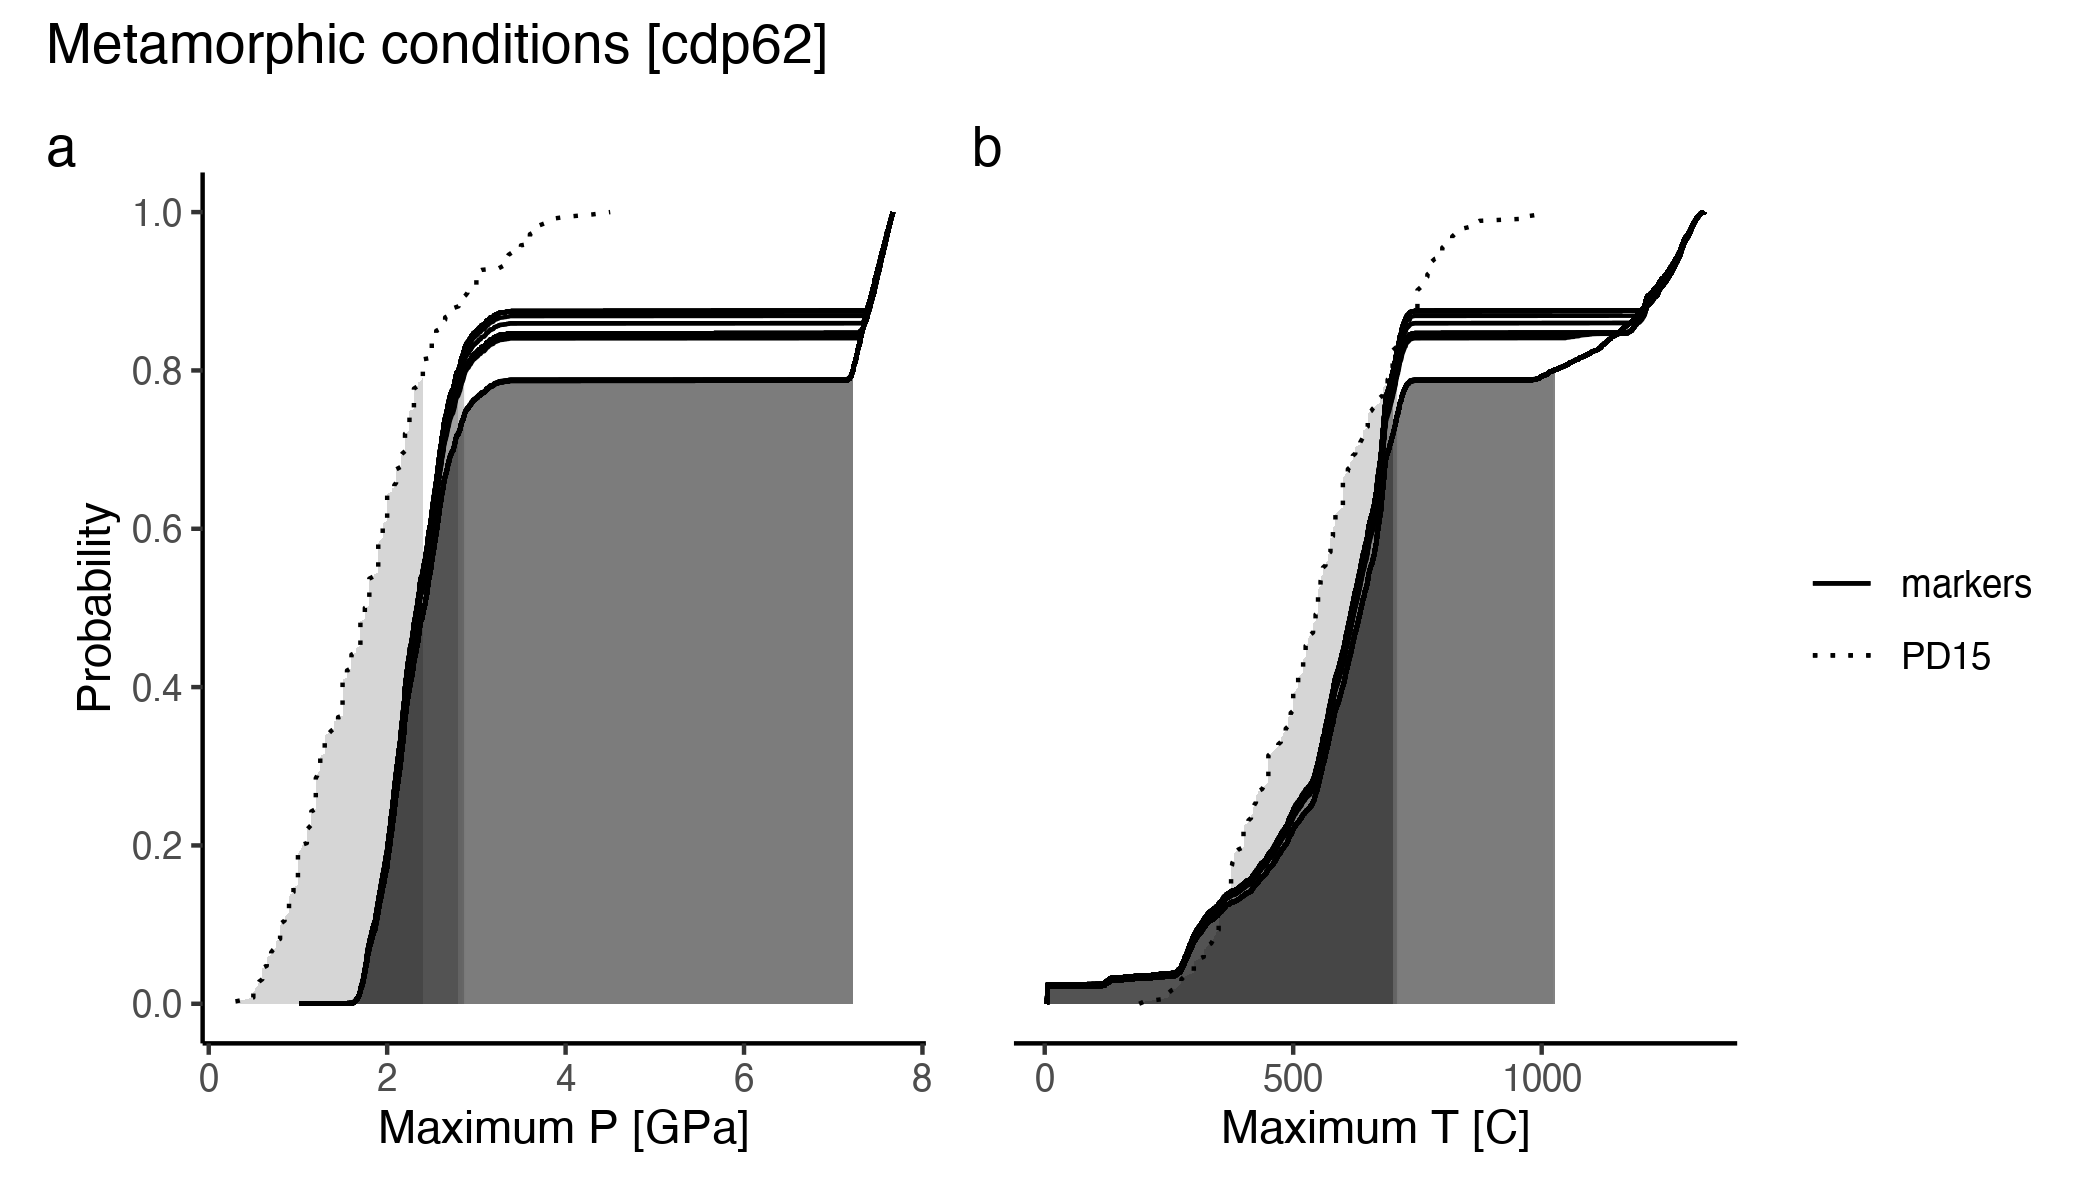 Metamorphic conditions [cdp62]
a
b
1.0
0.8
0.6
0.4
0.2
0.0
Probability
0 2 4 6 8
Maximum P [GPa]
0 500 1000
Maximum T [C]
markers
PD15